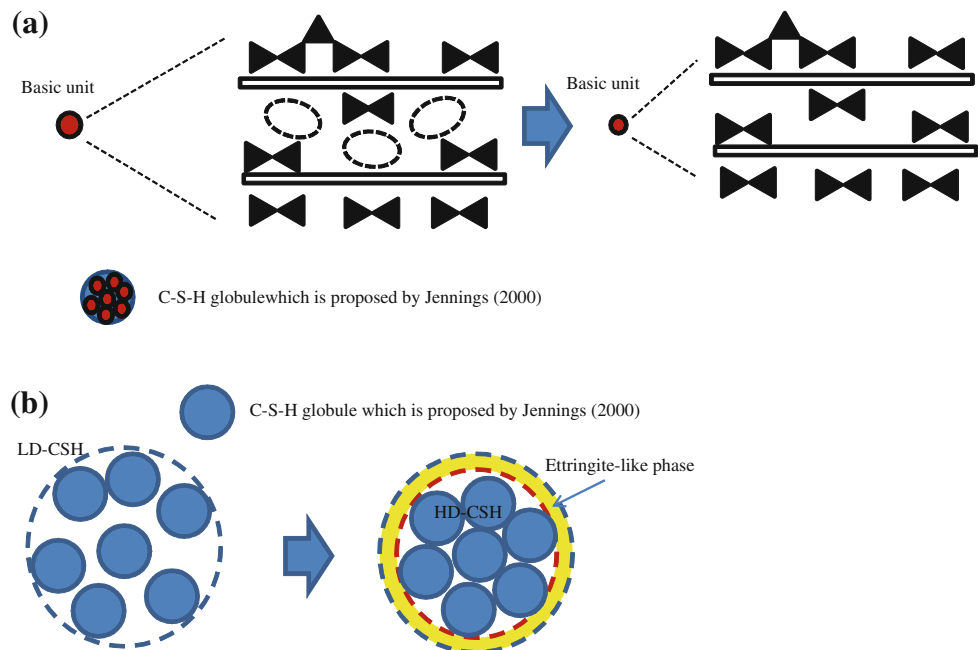 (a)
Basic unit
Basic unit
C-S-H globulewhich is proposed by Jennings (2000)
(b)
C-S-H globule which is proposed by Jennings (2000)
LD-CSH
Ettringite-like phase
HD-CSH